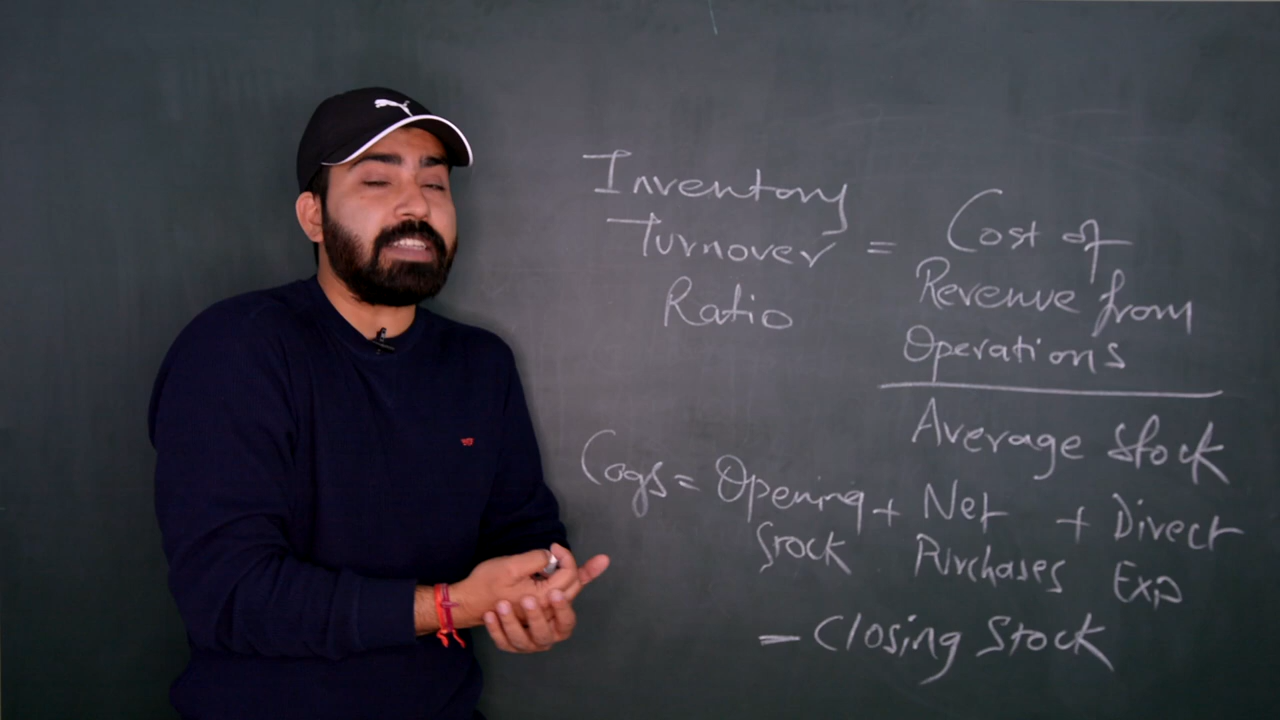 Inventory
Turnover = Cost of
Ratio Revenue from
Operations
Average Stock
Cogs = Opening + Net + Direct
Stock Purchases Exp
- Closing Stock